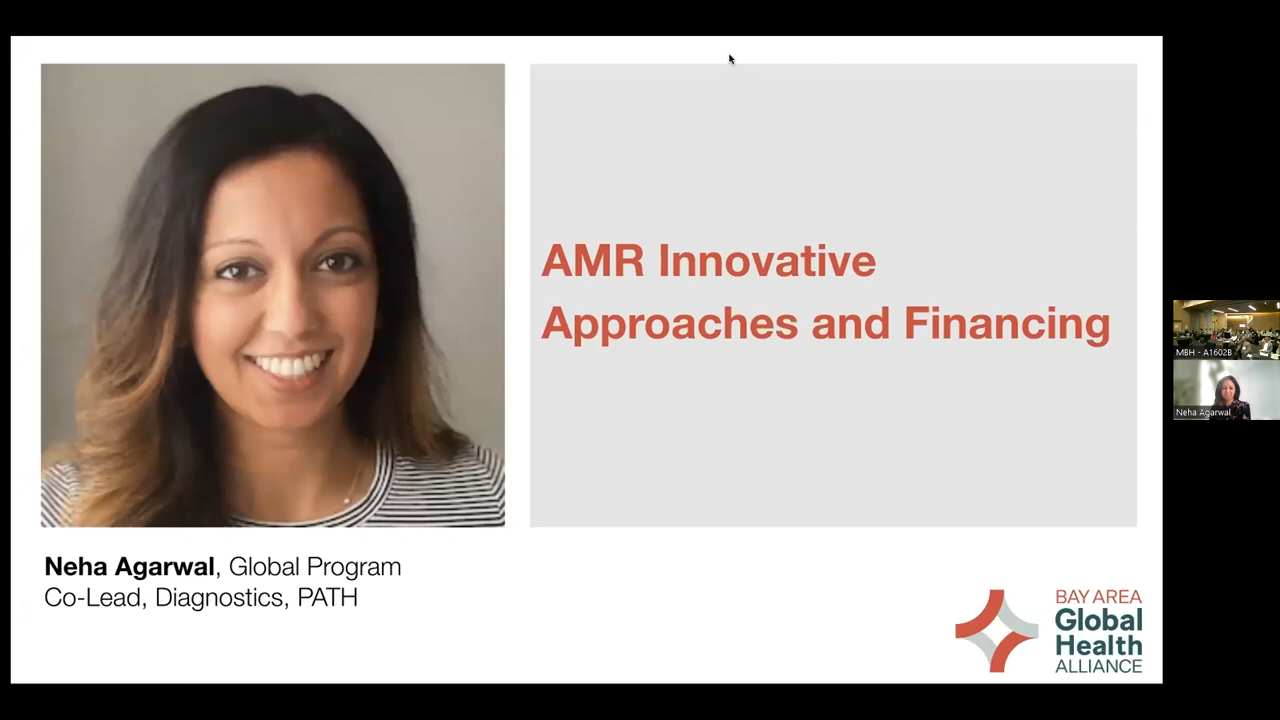 AMR Innovative
Approaches and Financing
Neha Agarwal, Global Program
Co-Lead, Diagnostics, PATH
BAY AREA
Global
Health
ALLIANCE
MBH - A1602B
Neha Agarwal